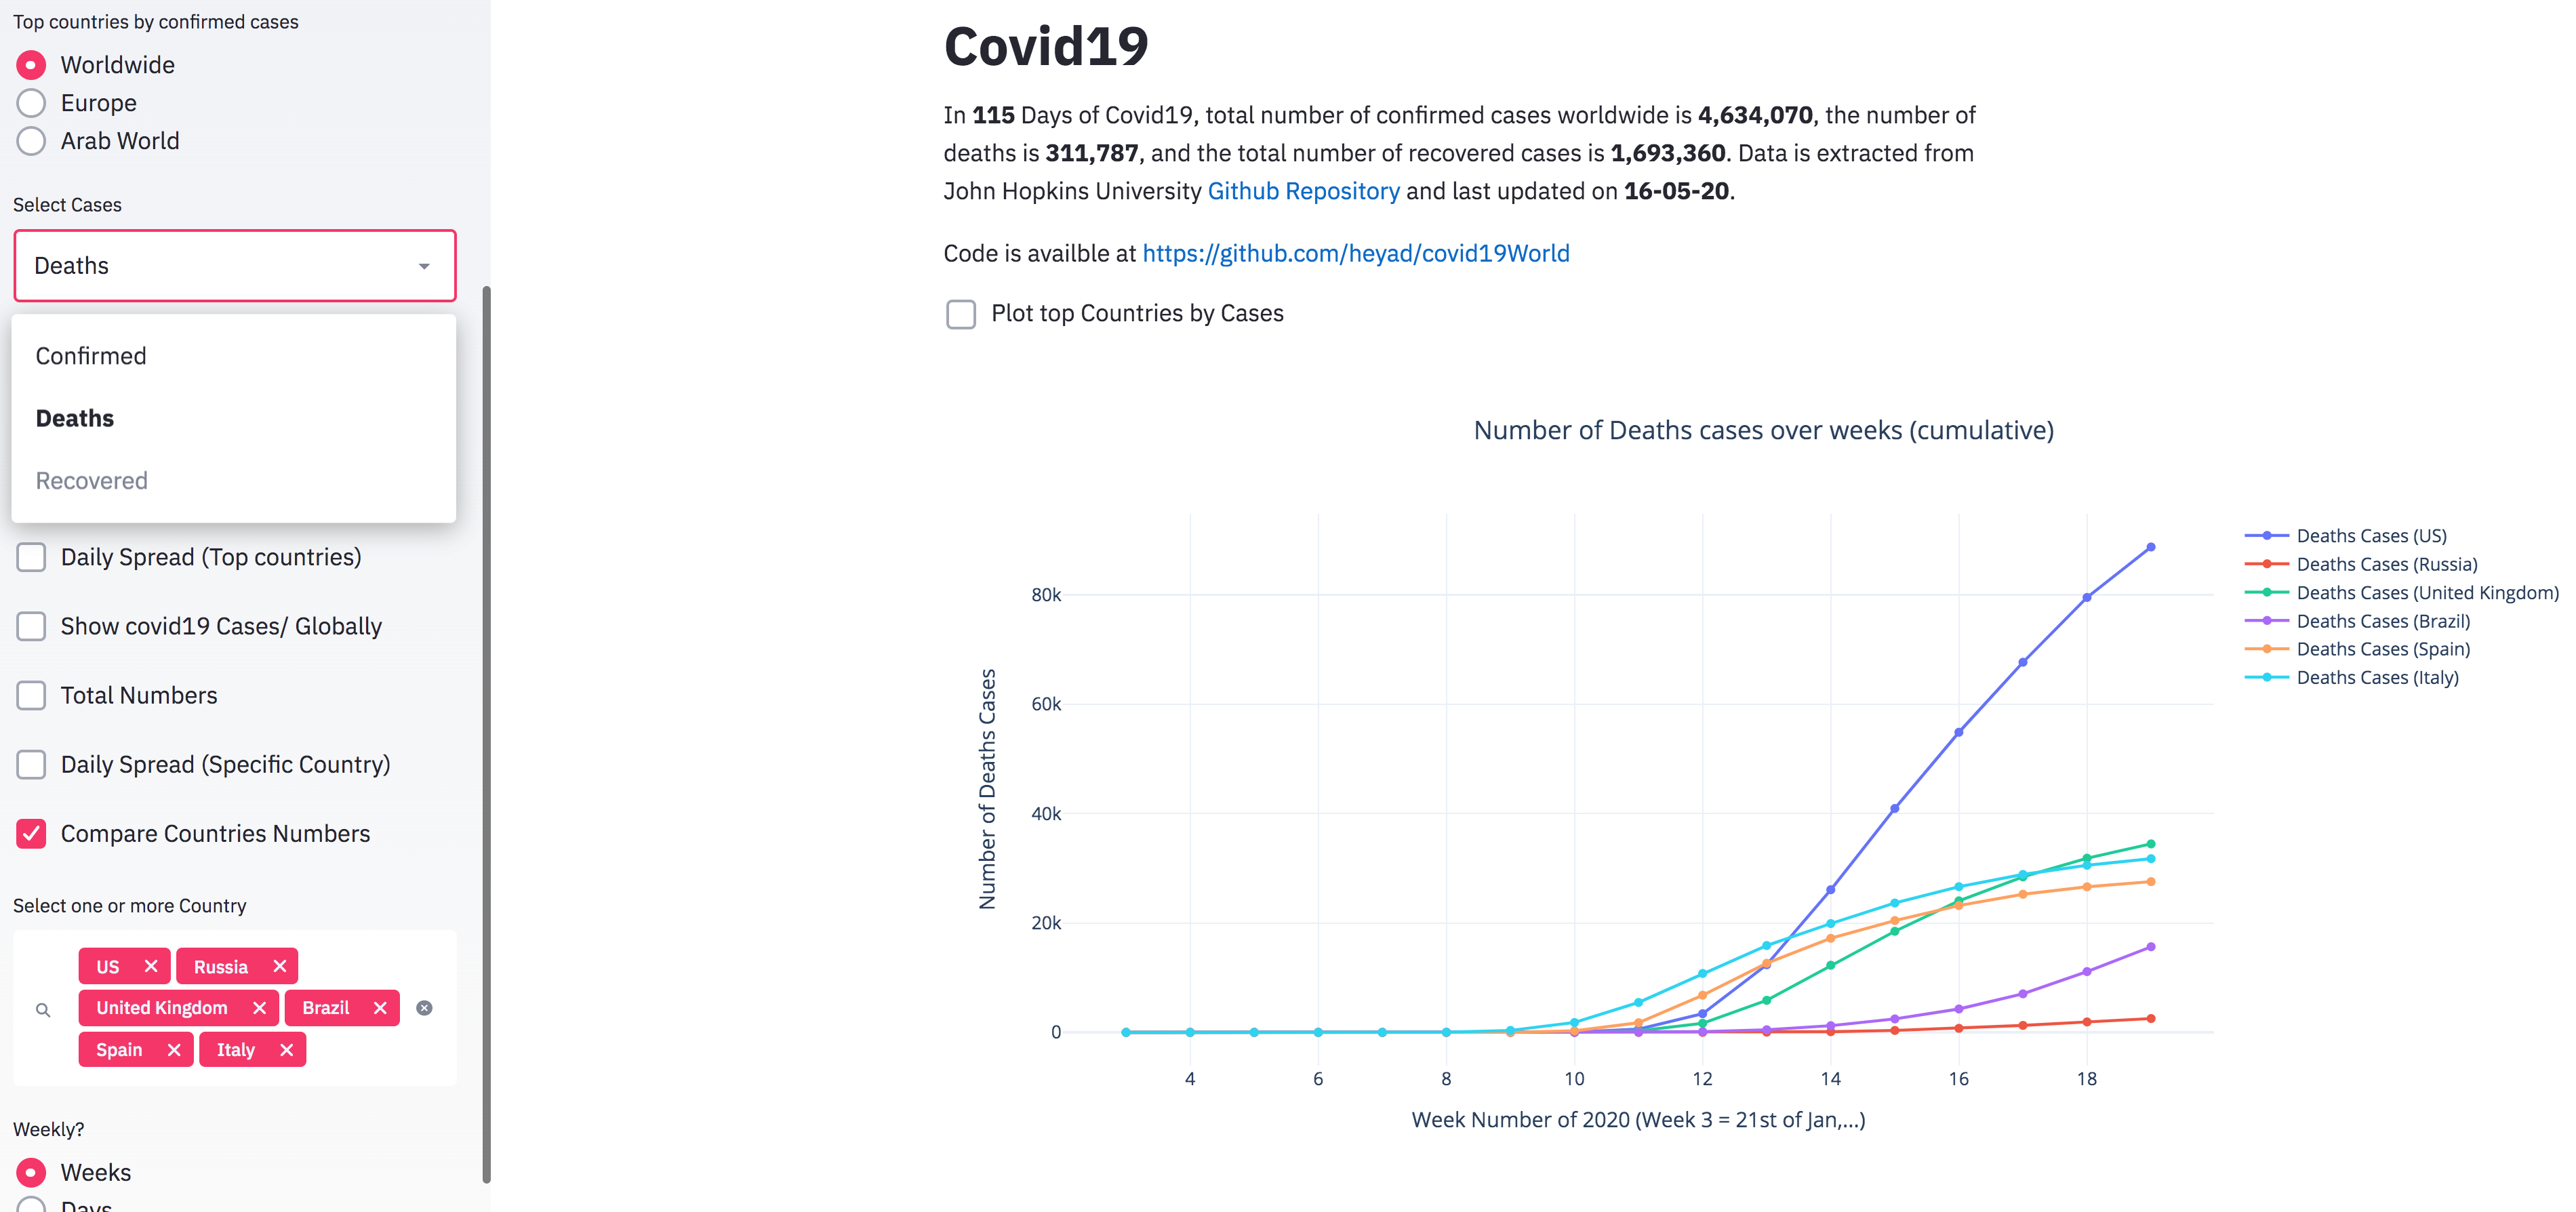 Top countries by confirmed cases
Worldwide
Europe
Arab World
Select Cases
Deaths
Confirmed
Deaths
Recovered
Daily Spread (Top countries)
Show covid19 Cases/ Globally
Total Numbers
Daily Spread (Specific Country)
Compare Countries Numbers
Select one or more Country
US
Russia
United Kingdom
Brazil
Spain
Italy
Weekly?
Weeks
Days
Covid19
In 115 Days of Covid19, total number of confirmed cases worldwide is 4,634,070, the number of
deaths is 311,787, and the total number of recovered cases is 1,693,360. Data is extracted from
John Hopkins University Github Repository and last updated on 16-05-20.
Code is availble at https://github.com/heyad/covid19World
Plot top Countries by Cases
Number of Deaths cases over weeks (cumulative)
Number of Deaths Cases
80k
60k
40k
20k
0
4 6 8 10 12 14 16 18
Week Number of 2020 (Week 3 = 21st of Jan,...)
Deaths Cases (US)
Deaths Cases (Russia)
Deaths Cases (United Kingdom)
Deaths Cases (Brazil)
Deaths Cases (Spain)
Deaths Cases (Italy)